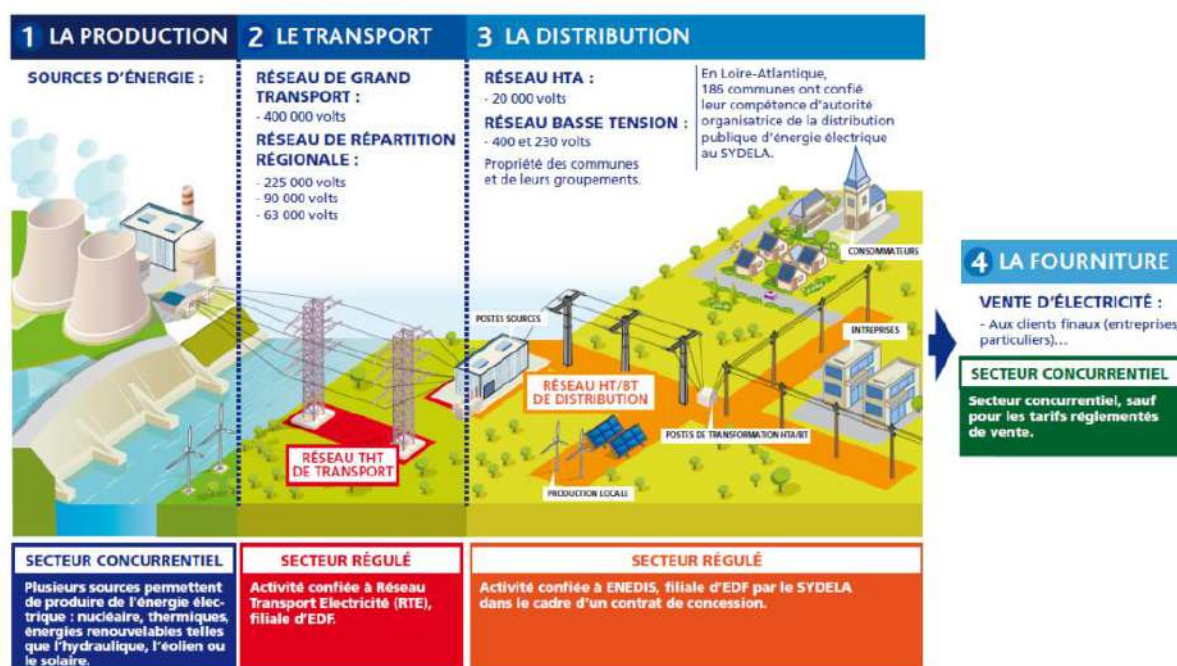 1 LA PRODUCTION
SOURCES D'ÉNERGIE :
2 LE TRANSPORT
RÉSEAU DE GRAND
TRANSPORT :
- 400 000 volts
RÉSEAU DE RÉPARTITION
RÉGIONALE :
- 225 000 volts
- 90 000 volts
- 63 000 volts
3 LA DISTRIBUTION
RÉSEAU HTA :
- 20 000 volts
RÉSEAU BASSE TENSION :
- 400 et 230 volts
Propriété des communes
et de leurs groupements.
En Loire-Atlantique,
186 communes ont confié
leur compétence d'autorité
organisatrice de la distribution
publique d'énergie électrique
au SYDELA.
CONSOMMATEURS
POSTES SOURCES
ENTREPRISES
RÉSEAU HT/BT
DE DISTRIBUTION
POSTES DE TRANSFORMATION HTA/BT
RÉSEAU THT
DE TRANSPORT
PRODUCTION LOCALE
4 LA FOURNITURE
VENTE D'ÉLECTRICITÉ :
- Aux clients finaux (entreprises
particuliers)...
SECTEUR CONCURRENTIEL
Secteur concurrentiel, sauf
pour les tarifs réglementés
de vente.
SECTEUR CONCURRENTIEL
Plusieurs sources permettent
de produire de l'énergie élec-
trique : nucléaire, thermiques,
énergies renouvelables telles
que l'hydraulique, l'éolien ou
le solaire.
SECTEUR RÉGULÉ
Activité confiée à Réseau
Transport Electricité (RTE),
filiale d'EDF.
SECTEUR RÉGULÉ
Activité confiée à ENEDIS, filiale d'EDF par le SYDELA
dans le cadre d'un contrat de concession.